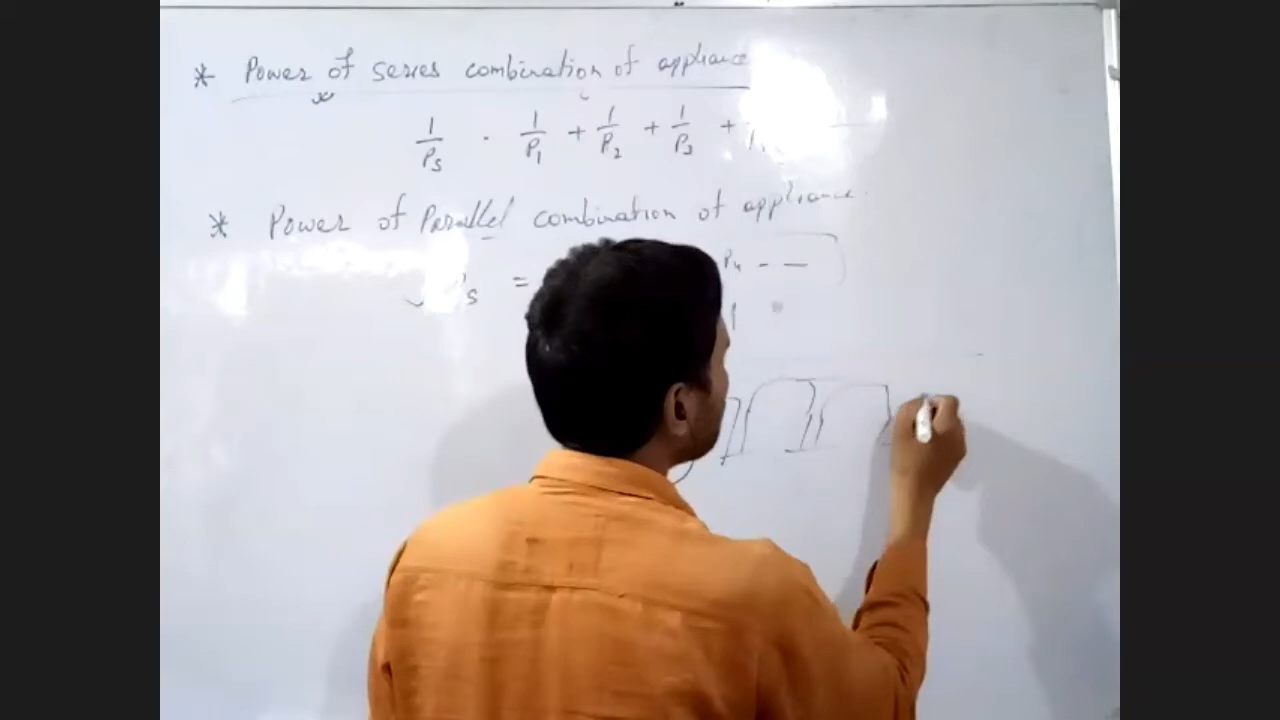 * Power of series combination of appliance
1/Ps · 1/P1 + 1/P2 + 1/P3 +
* Power of Parallel combination of appliance.
s = P4 - —